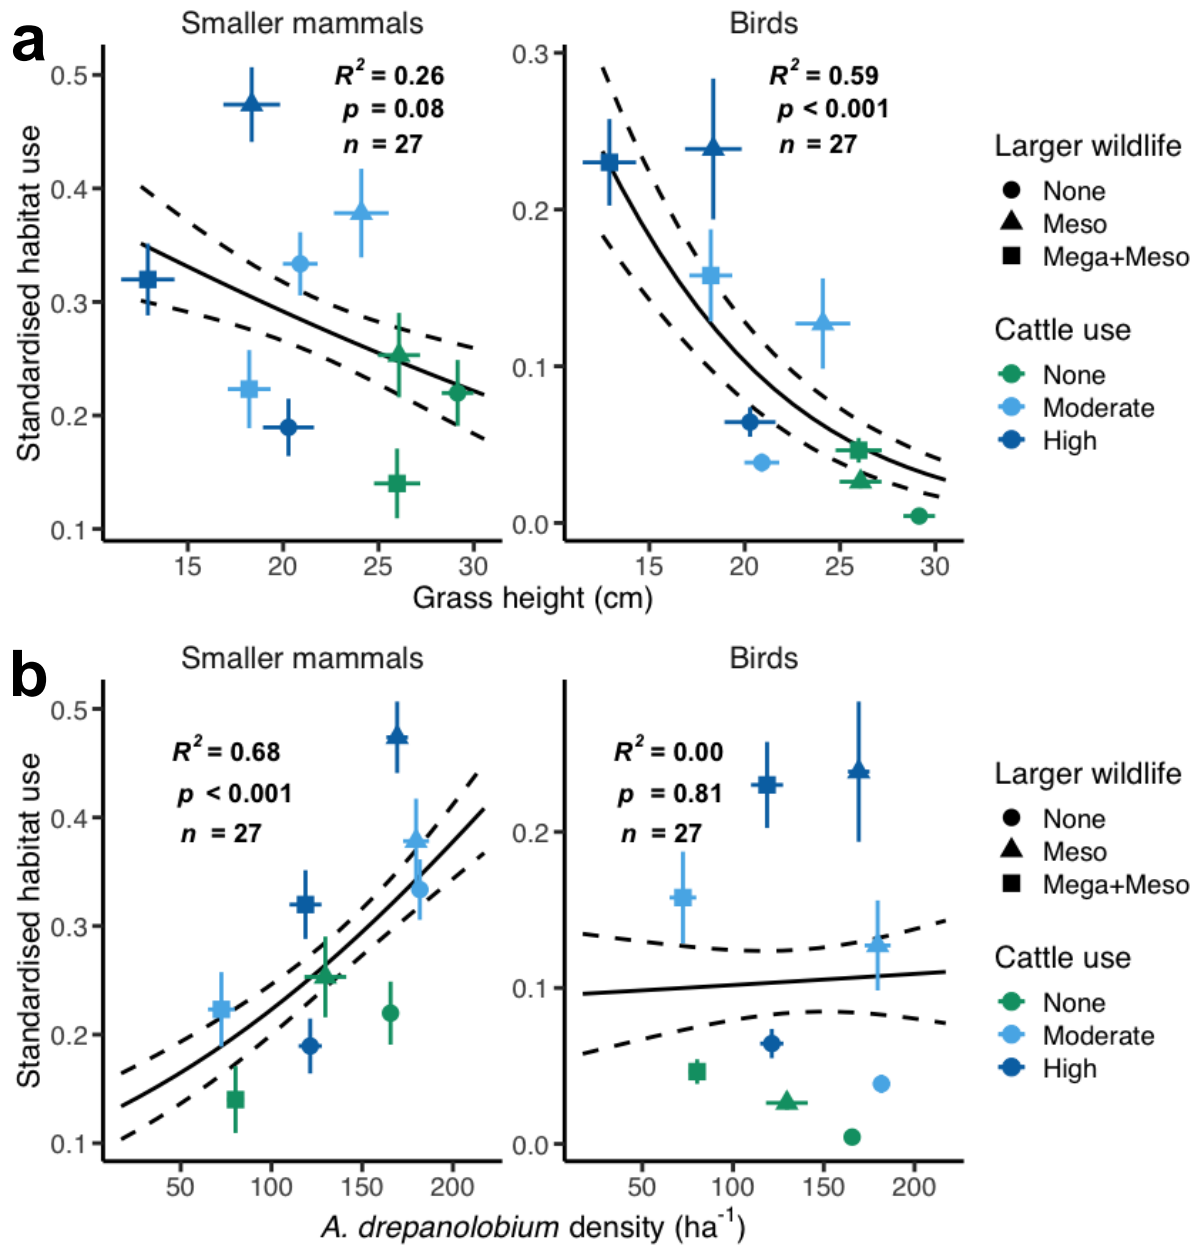 a
Smaller mammals
Birds
R² = 0.26
p = 0.08
n = 27
R² = 0.59
p < 0.001
n = 27
Standardised habitat use
0.5
0.4
0.3
0.2
0.1
0.3
0.2
0.1
0.0
15 20 25 30
15 20 25 30
Grass height (cm)
Larger wildlife
None
Meso
Mega+Meso
Cattle use
None
Moderate
High
b
Smaller mammals
Birds
R² = 0.68
p < 0.001
n = 27
R² = 0.00
p = 0.81
n = 27
Standardised habitat use
0.5
0.4
0.3
0.2
0.1
0.2
0.1
0.0
50 100 150 200
50 100 150 200
A. drepanolobium density (ha⁻¹)
Larger wildlife
None
Meso
Mega+Meso
Cattle use
None
Moderate
High